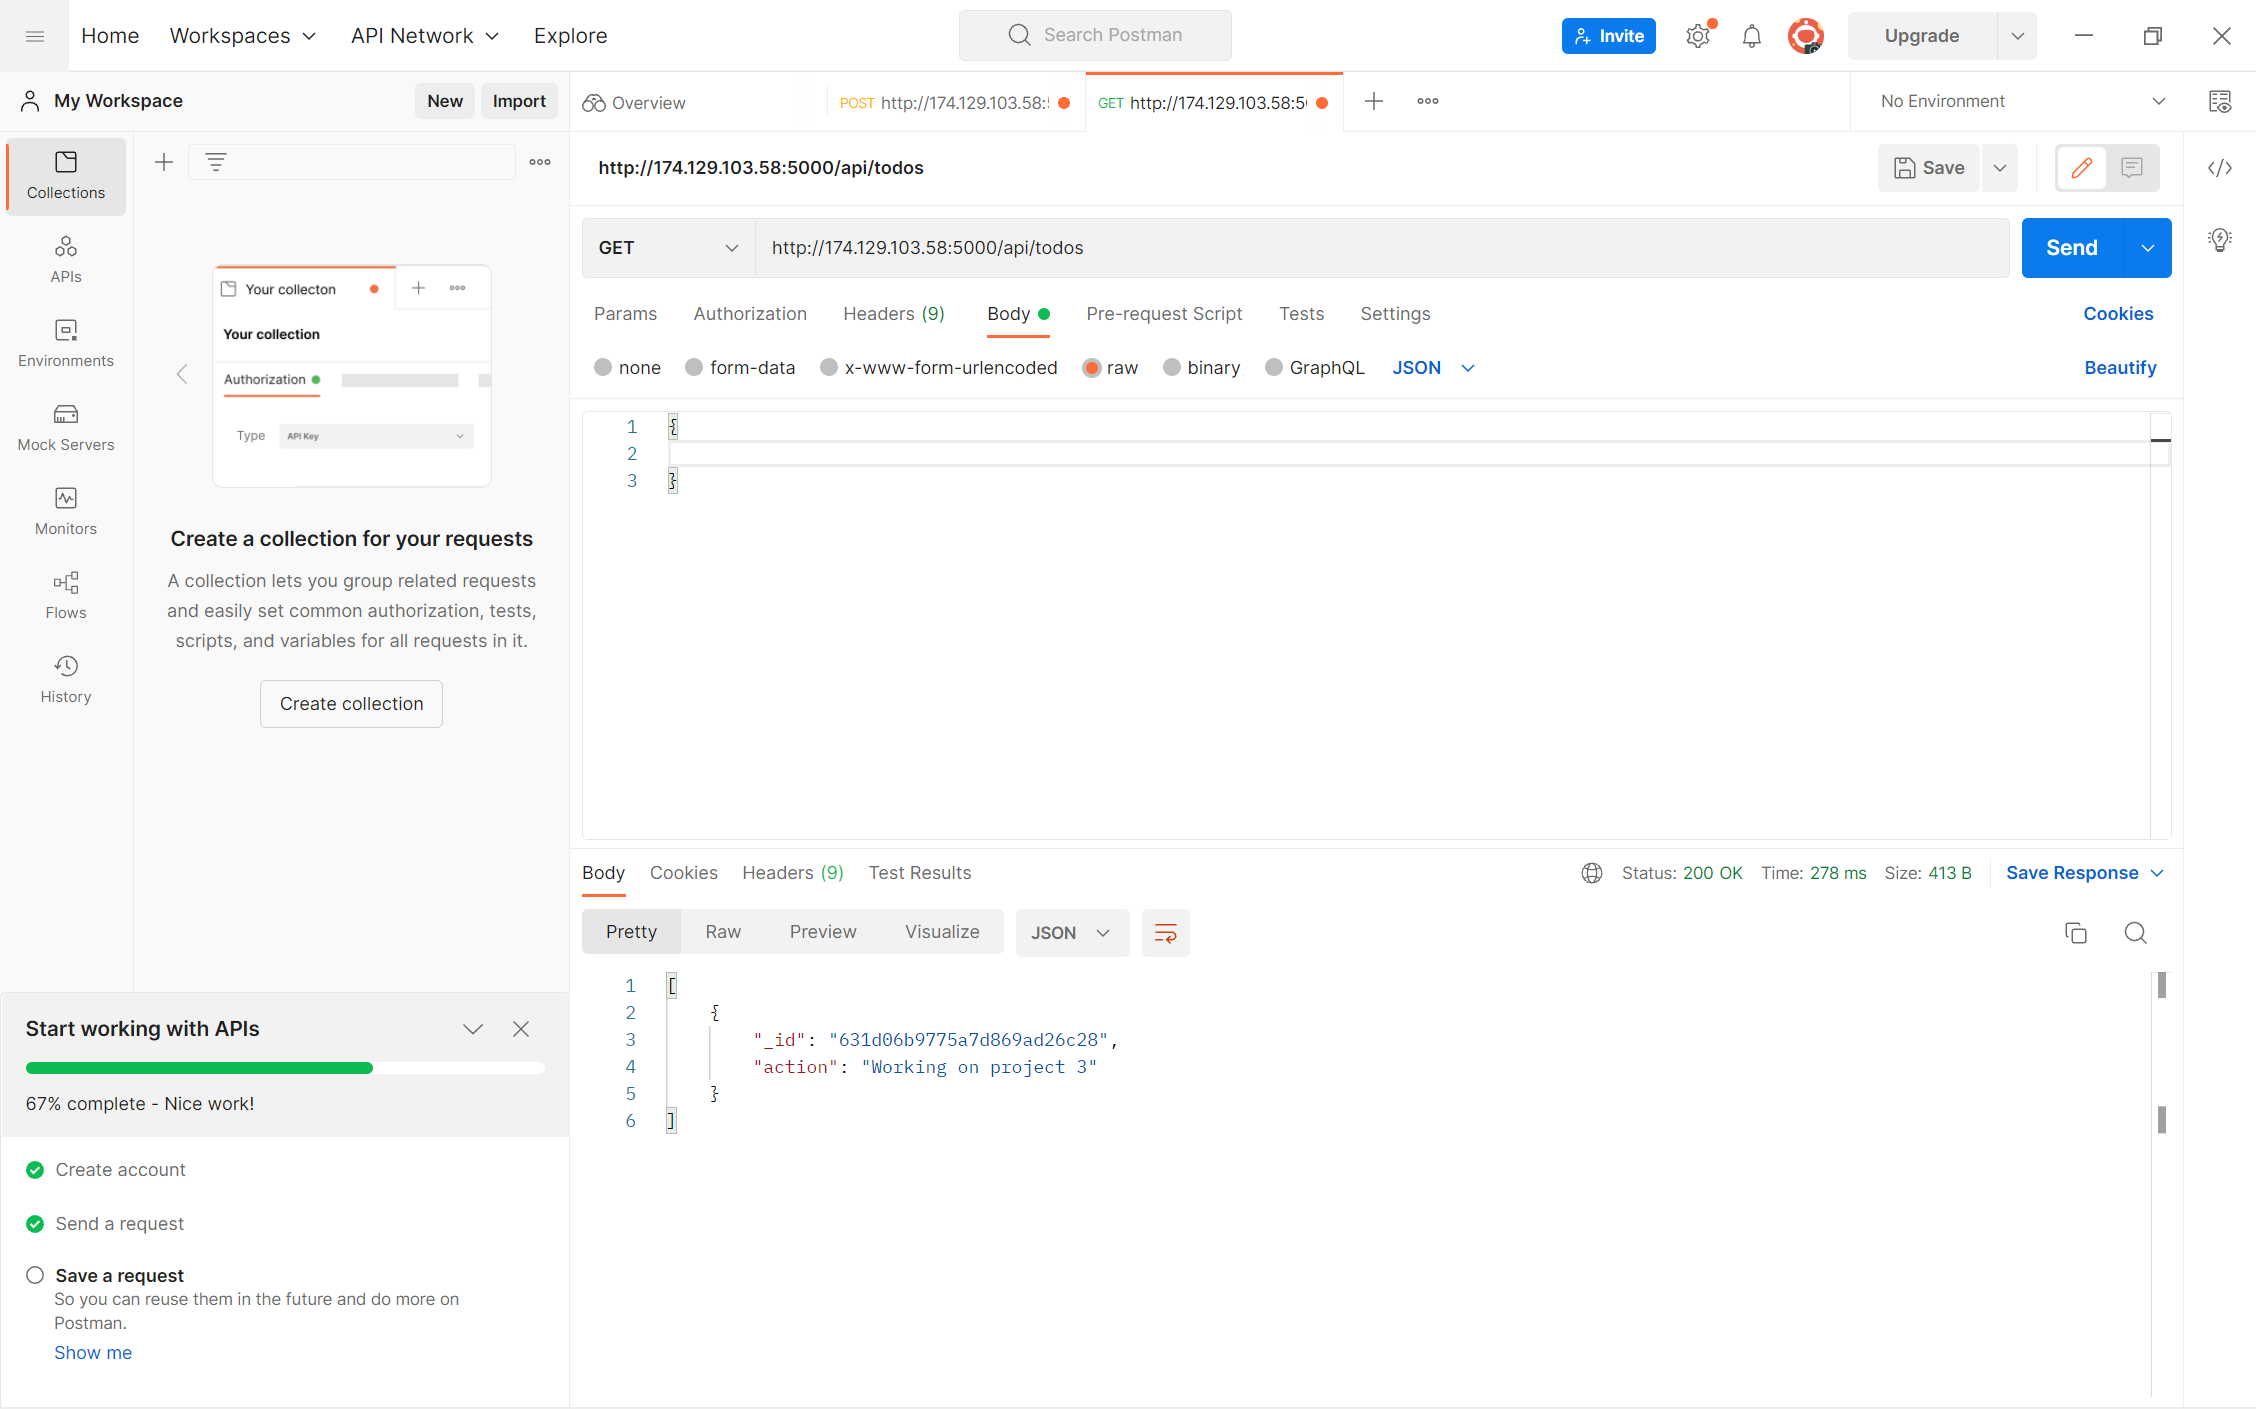 Home
Workspaces
API Network
Explore
Search Postman
Invite
Upgrade
My Workspace
New
Import
Overview
POST http://174.129.103.58:
GET http://174.129.103.58:5
No Environment
Collections
APIs
Environments
Mock Servers
Monitors
Flows
History
Your collecton
Your collection
Authorization
Type
API Key
Create a collection for your requests
A collection lets you group related requests
and easily set common authorization, tests,
scripts, and variables for all requests in it.
Create collection
http://174.129.103.58:5000/api/todos
Save
GET
http://174.129.103.58:5000/api/todos
Send
Params
Authorization
Headers (9)
Body
Pre-request Script
Tests
Settings
Cookies
none
form-data
x-www-form-urlencoded
raw
binary
GraphQL
JSON
Beautify
1 {
2
3 }
Body
Cookies
Headers (9)
Test Results
Status: 200 OK
Time: 278 ms
Size: 413 B
Save Response
Pretty
Raw
Preview
Visualize
JSON
1 [
2 {
3 "_id": "631d06b9775a7d869ad26c28",
4 "action": "Working on project 3"
5 }
6 ]
Start working with APIs
67% complete - Nice work!
Create account
Send a request
Save a request
So you can reuse them in the future and do more on
Postman.
Show me